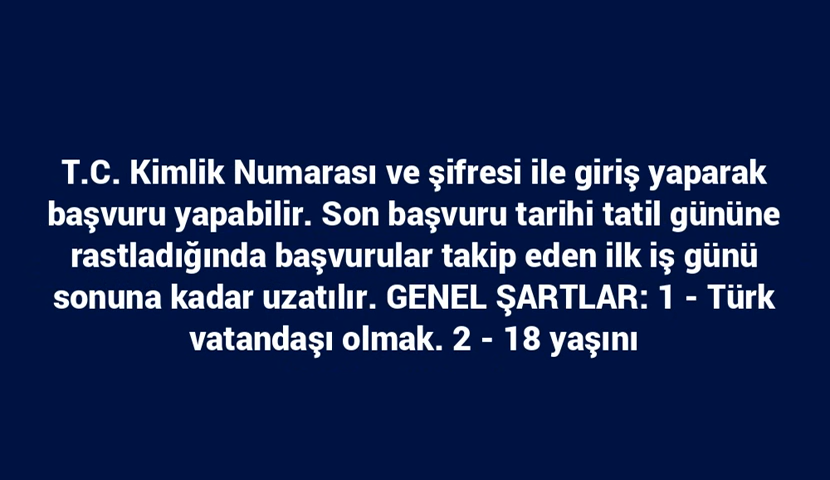 T.C. Kimlik Numarası ve şifresi ile giriş yaparak
başvuru yapabilir. Son başvuru tarihi tatil gününe
rastladığında başvurular takip eden ilk iş günü
sonuna kadar uzatılır. GENEL ŞARTLAR: 1 - Türk
vatandaşı olmak. 2 - 18 yaşını